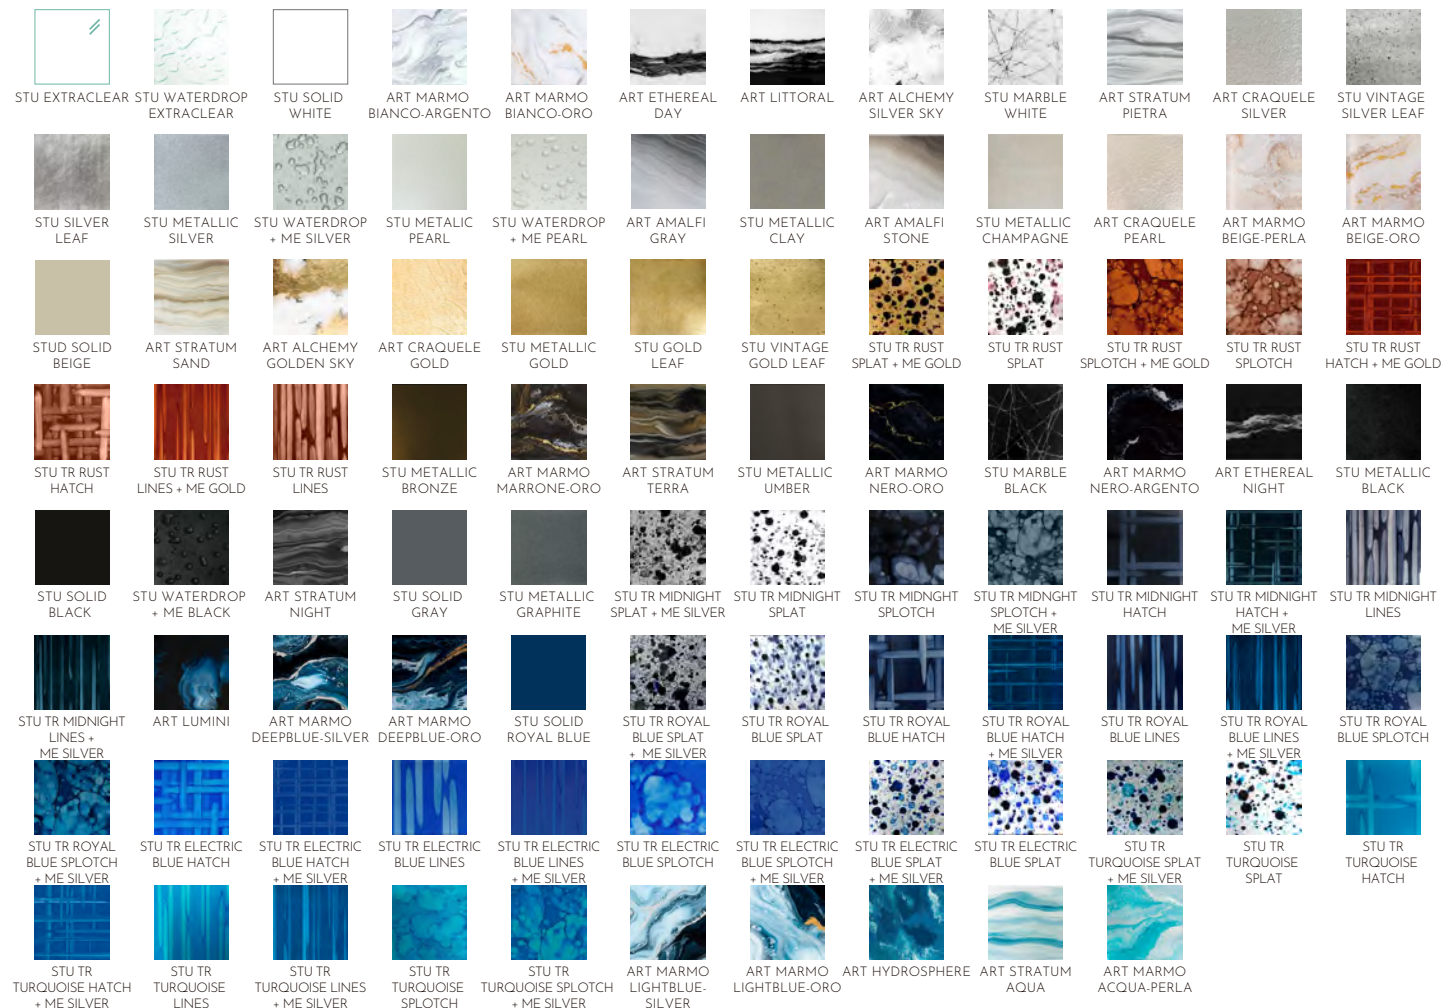 STU EXTRACLEAR
STU WATERDROP
EXTRACLEAR
STU SOLID
WHITE
ART MARMO
BIANCO-ARGENTO
ART MARMO
BIANCO-ORO
ART ETHEREAL
DAY
ART LITTORAL
ART ALCHEMY
SILVER SKY
STU MARBLE
WHITE
ART STRATUM
PIETRA
ART CRAQUELE
SILVER
STU VINTAGE
SILVER LEAF
STU SILVER
LEAF
STU METALLIC
SILVER
STU WATERDROP
+ ME SILVER
STU METALIC
PEARL
STU WATERDROP
+ ME PEARL
ART AMALFI
GRAY
STU METALLIC
CLAY
ART AMALFI
STONE
STU METALLIC
CHAMPAGNE
ART CRAQUELE
PEARL
ART MARMO
BEIGE-PERLA
ART MARMO
BEIGE-ORO
STUD SOLID
BEIGE
ART STRATUM
SAND
ART ALCHEMY
GOLDEN SKY
ART CRAQUELE
GOLD
STU METALLIC
GOLD
STU GOLD
LEAF
STU VINTAGE
GOLD LEAF
STU TR RUST
SPLAT + ME GOLD
STU TR RUST
SPLAT
STU TR RUST
SPLOTCH + ME GOLD
STU TR RUST
SPLOTCH
STU TR RUST
HATCH + ME GOLD
STU TR RUST
HATCH
STU TR RUST
LINES + ME GOLD
STU TR RUST
LINES
STU METALLIC
BRONZE
ART MARMO
MARRONE-ORO
ART STRATUM
TERRA
STU METALLIC
UMBER
ART MARMO
NERO-ORO
STU MARBLE
BLACK
ART MARMO
NERO-ARGENTO
ART ETHEREAL
NIGHT
STU METALLIC
BLACK
STU SOLID
BLACK
STU WATERDROP
+ ME BLACK
ART STRATUM
NIGHT
STU SOLID
GRAY
STU METALLIC
GRAPHITE
STU TR MIDNIGHT
SPLAT + ME SILVER
STU TR MIDNIGHT
SPLAT
STU TR MIDNGHT
SPLOTCH
STU TR MIDNGHT
SPLOTCH +
ME SILVER
STU TR MIDNIGHT
HATCH
STU TR MIDNIGHT
HATCH +
ME SILVER
STU TR MIDNIGHT
LINES
STU TR MIDNIGHT
LINES +
ME SILVER
ART LUMINI
ART MARMO
DEEPBLUE-SILVER
ART MARMO
DEEPBLUE-ORO
STU SOLID
ROYAL BLUE
STU TR ROYAL
BLUE SPLAT
+ ME SILVER
STU TR ROYAL
BLUE SPLAT
STU TR ROYAL
BLUE HATCH
STU TR ROYAL
BLUE HATCH
+ ME SILVER
STU TR ROYAL
BLUE LINES
STU TR ROYAL
BLUE LINES
+ ME SILVER
STU TR ROYAL
BLUE SPLOTCH
STU TR ROYAL
BLUE SPLOTCH
+ ME SILVER
STU TR ELECTRIC
BLUE HATCH
STU TR ELECTRIC
BLUE HATCH
+ ME SILVER
STU TR ELECTRIC
BLUE LINES
STU TR ELECTRIC
BLUE LINES
+ ME SILVER
STU TR ELECTRIC
BLUE SPLOTCH
STU TR ELECTRIC
BLUE SPLOTCH
+ ME SILVER
STU TR ELECTRIC
BLUE SPLAT
+ ME SILVER
STU TR ELECTRIC
BLUE SPLAT
STU TR
TURQUOISE SPLAT
+ ME SILVER
STU TR
TURQUOISE
SPLAT
STU TR
TURQUOISE
HATCH
STU TR
TURQUOISE HATCH
+ ME SILVER
STU TR
TURQUOISE
LINES
STU TR
TURQUOISE LINES
+ ME SILVER
STU TR
TURQUOISE
SPLOTCH
STU TR
TURQUOISE SPLOTCH
+ ME SILVER
ART MARMO
LIGHTBLUE-
SILVER
ART MARMO
LIGHTBLUE-ORO
ART HYDROSPHERE
ART STRATUM
AQUA
ART MARMO
ACQUA-PERLA